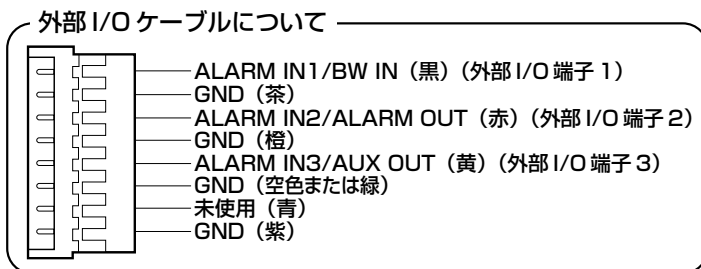 外部I/Oケーブルについて
ALARM IN1/BW IN（黒）（外部I/O端子1）
GND（茶）
ALARM IN2/ALARM OUT（赤）（外部I/O端子2）
GND（橙）
ALARM IN3/AUX OUT（黄）（外部I/O端子3）
GND（空色または緑）
未使用（青）
GND（紫）